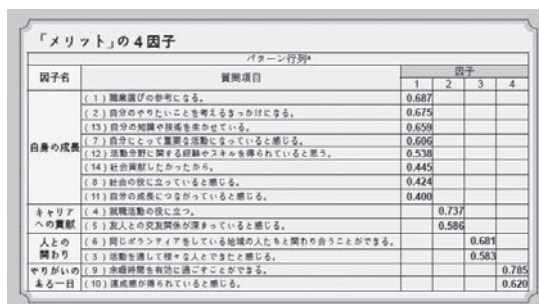 「メリット」の4因子
パターン行列a
因子名 質問項目 因子
1 2 3 4
自身の成長
(1)職業選びの参考になる。 0.687
(2)自分のやりたいことを考えるきっかけになる。 0.675
(13)自分の知識や技術を生かせている。 0.659
(7)自分にとって重要な活動になっていると感じる。 0.606
(12)活動分野に関する経験やスキルを得られていると思う。 0.538
(14)社会貢献したかったから。 0.445
(8)社会の役に立っていると感じる。 0.424
(11)自分の成長につながっていると感じる。 0.400
キャリアへの貢献
(4)就職活動の役に立つ。 0.737
(5)友人との交友関係が深まっていると感じる。 0.586
人との関わり
(6)同じボランティアをしている地域の人たちと関わり合うことができる。 0.681
(3)活動を通して様々な人とできたと感じる。 0.583
やりがいのある一日
(9)余暇時間を有効に過ごすことができる。 0.785
(10)達成感が得られていると感じる。 0.620